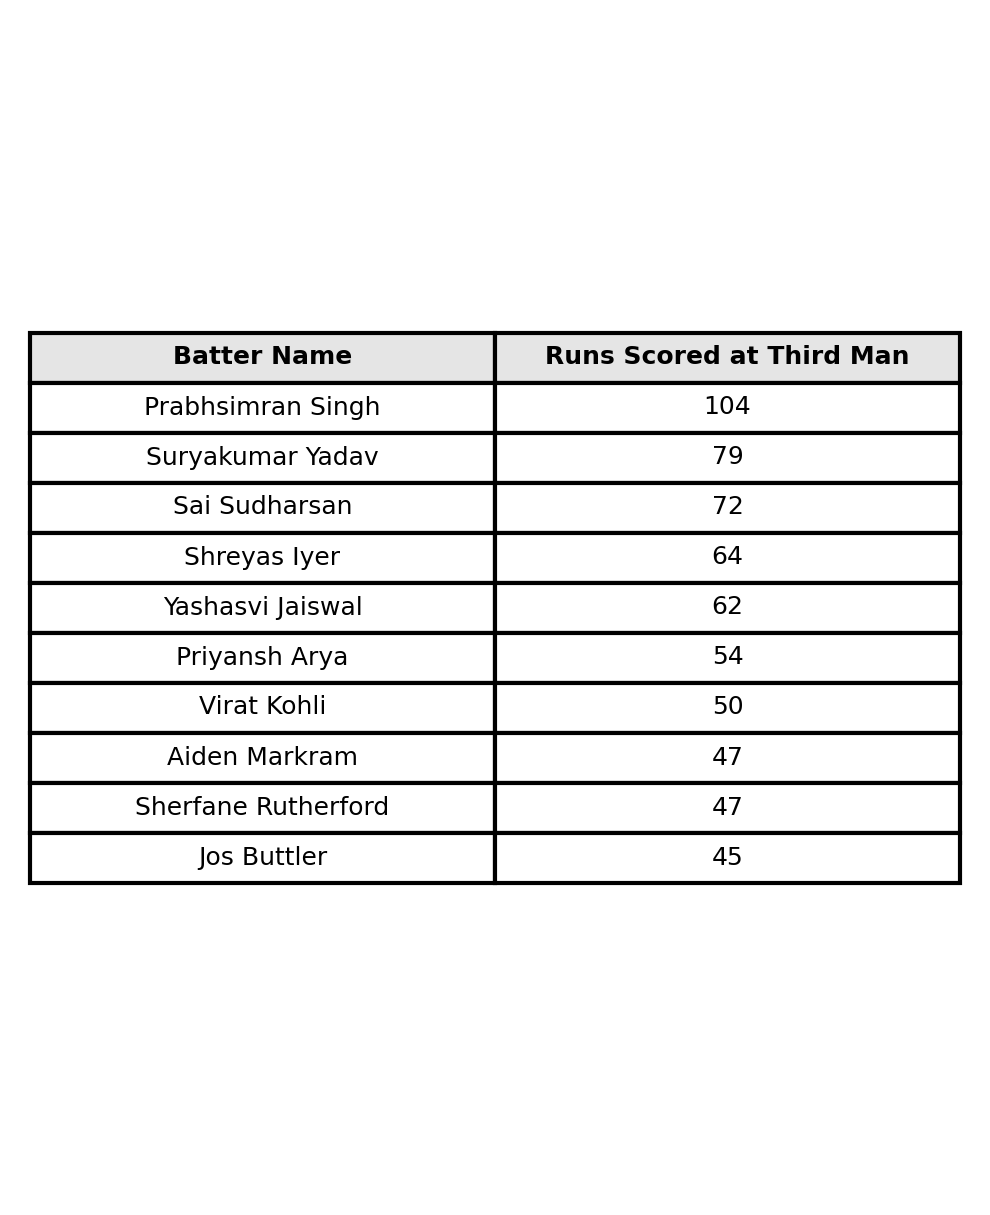 Batter Name Runs Scored at Third Man
Prabhsimran Singh 104
Suryakumar Yadav 79
Sai Sudharsan 72
Shreyas Iyer 64
Yashasvi Jaiswal 62
Priyansh Arya 54
Virat Kohli 50
Aiden Markram 47
Sherfane Rutherford 47
Jos Buttler 45